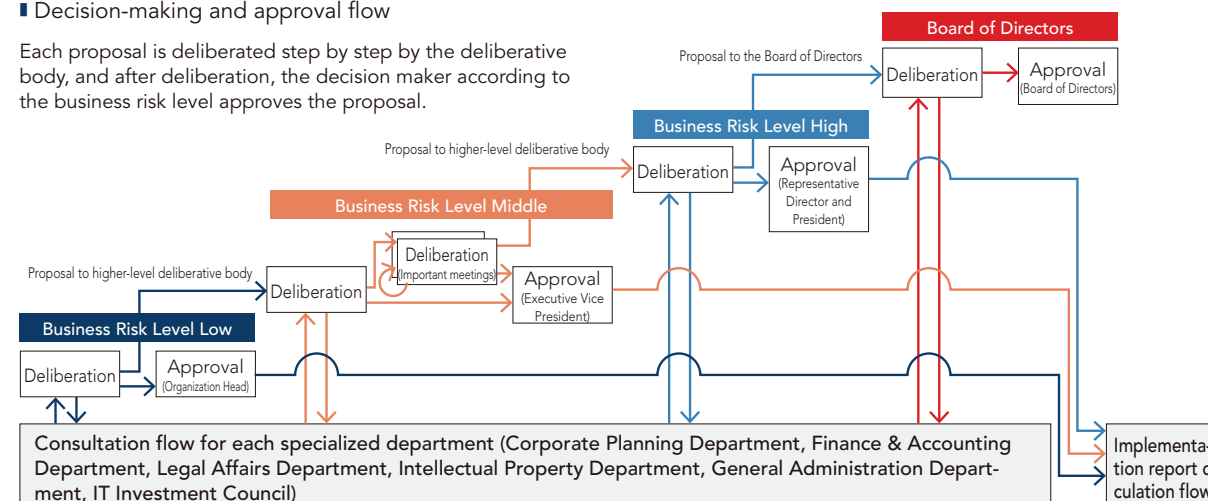 Decision-making and approval flow
Each proposal is deliberated step by step by the deliberative
body, and after deliberation, the decision maker according to
the business risk level approves the proposal.
Board of Directors
Proposal to the Board of Directors
Deliberation
Approval
(Board of Directors)
Business Risk Level High
Proposal to higher-level deliberative body
Deliberation
Approval
(Representative
Director and
President)
Business Risk Level Middle
Proposal to higher-level deliberative body
Deliberation
Deliberation
(Important meetings)
Approval
(Executive Vice
President)
Business Risk Level Low
Deliberation
Approval
(Organization Head)
Consultation flow for each specialized department (Corporate Planning Department, Finance & Accounting
Department, Legal Affairs Department, Intellectual Property Department, General Administration Depart-
ment, IT Investment Council)
Implementa-
tion report
culation flow